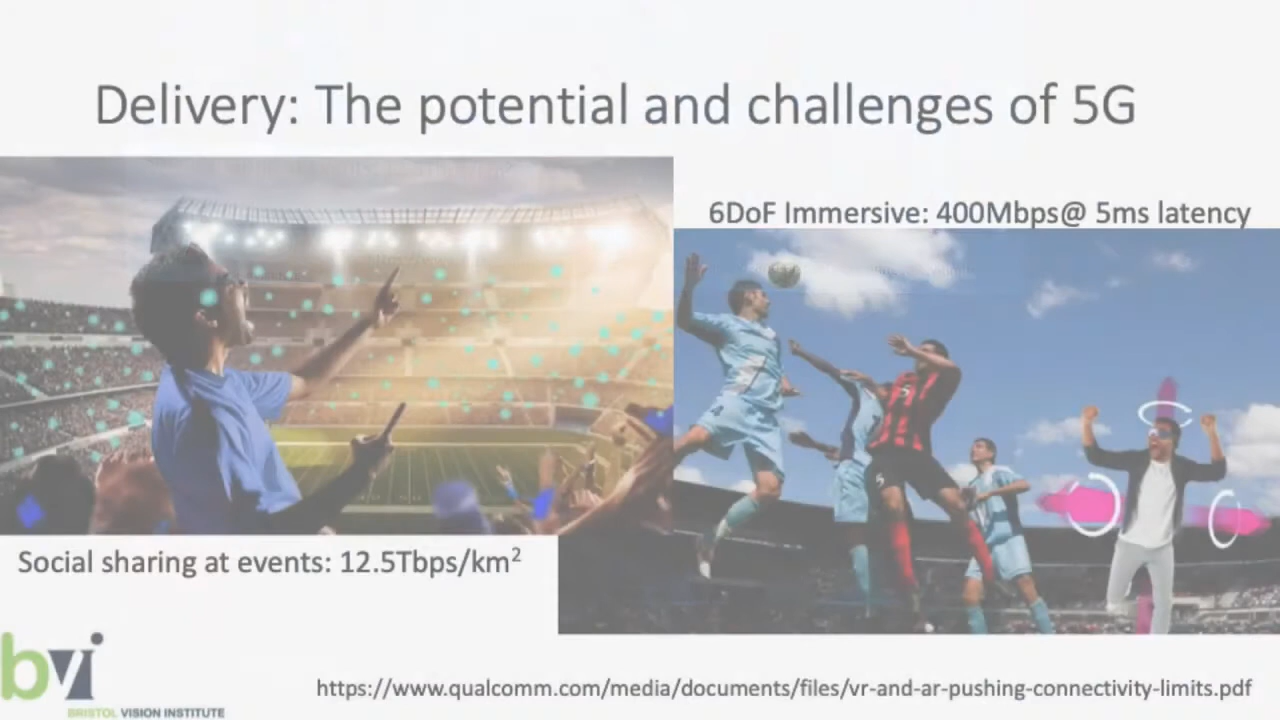 Delivery: The potential and challenges of 5G
6DoF Immersive: 400Mbps@ 5ms latency
Social sharing at events: 12.5Tbps/km²
bvi
BRISTOL VISION INSTITUTE
https://www.qualcomm.com/media/documents/files/vr-and-ar-pushing-connectivity-limits.pdf